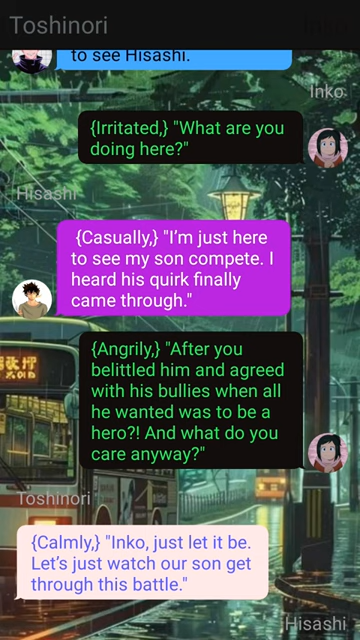 Toshinori
Inko
to see Hisashi.
Inko
{Irritated,} "What are you
doing here?"
Hisashi
{Casually,} "I'm just here
to see my son compete. I
heard his quirk finally
came through."
{Angrily,} "After you
belittled him and agreed
with his bullies when all
he wanted was to be a
hero?! And what do you
care anyway?"
Toshinori
{Calmly,} "Inko, just let it be.
Let's just watch our son get
through this battle."
Hisashi